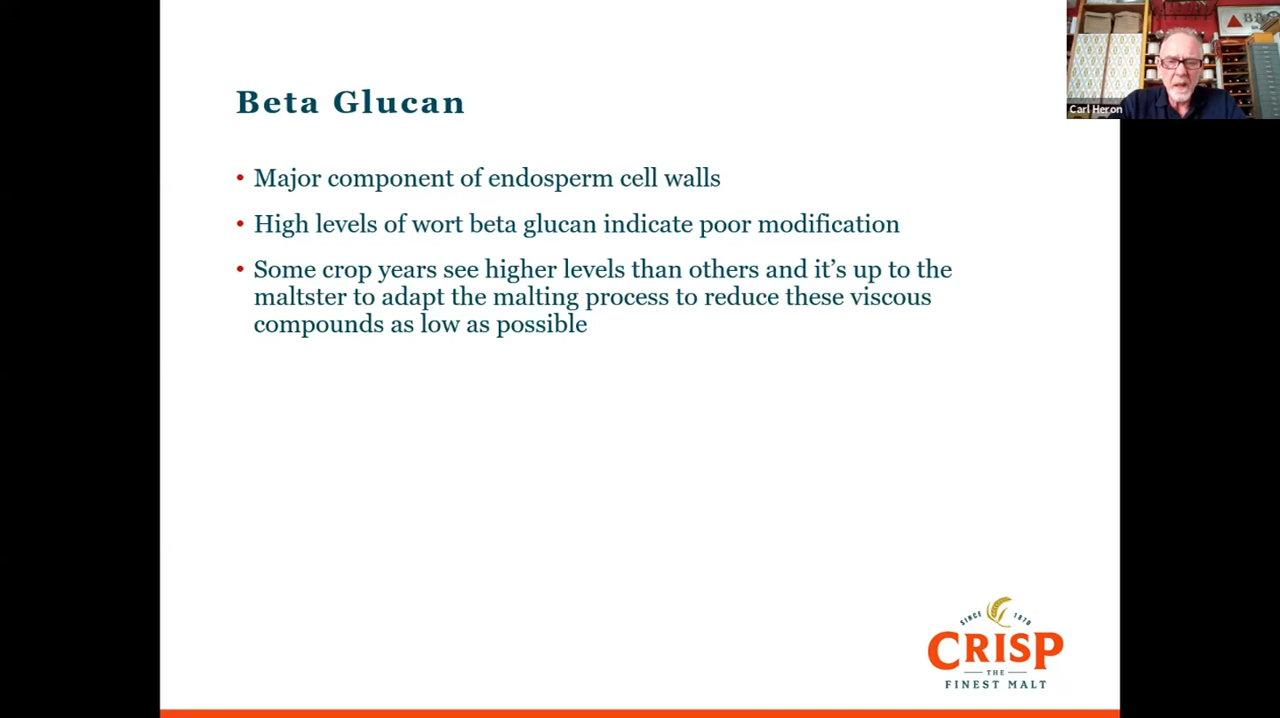 Beta Glucan
• Major component of endosperm cell walls
• High levels of wort beta glucan indicate poor modification
• Some crop years see higher levels than others and it’s up to the
maltster to adapt the malting process to reduce these viscous
compounds as low as possible
Carl Heron
SINCE 1870
CRISP
THE
FINEST MALT